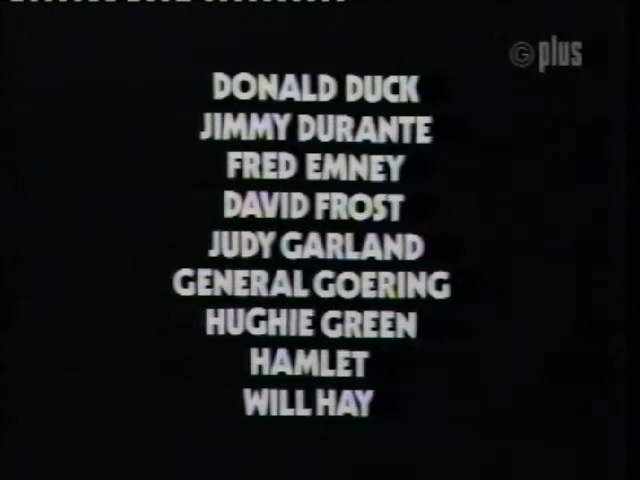 G plus
DONALD DUCK
JIMMY DURANTE
FRED EMNEY
DAVID FROST
JUDY GARLAND
GENERAL GOERING
HUGHIE GREEN
HAMLET
WILL HAY